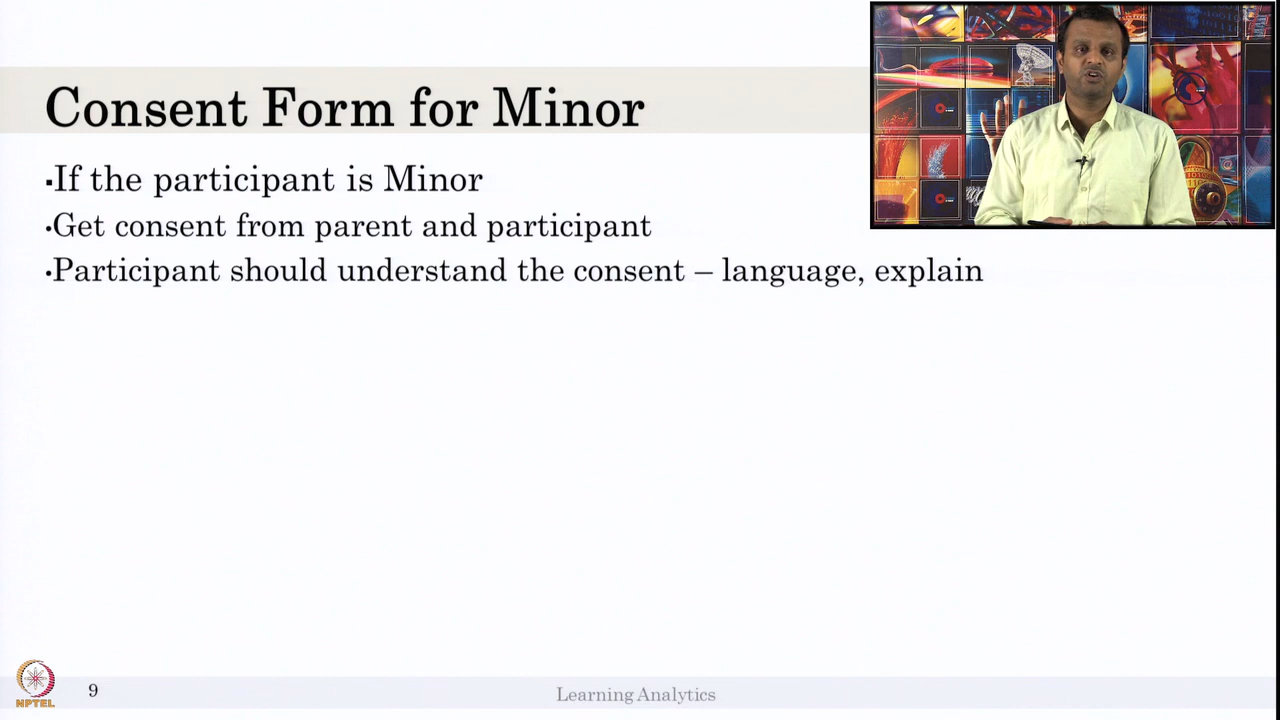 Consent Form for Minor
▪If the participant is Minor
•Get consent from parent and participant
•Participant should understand the consent – language, explain
NPTEL
9
Learning Analytics